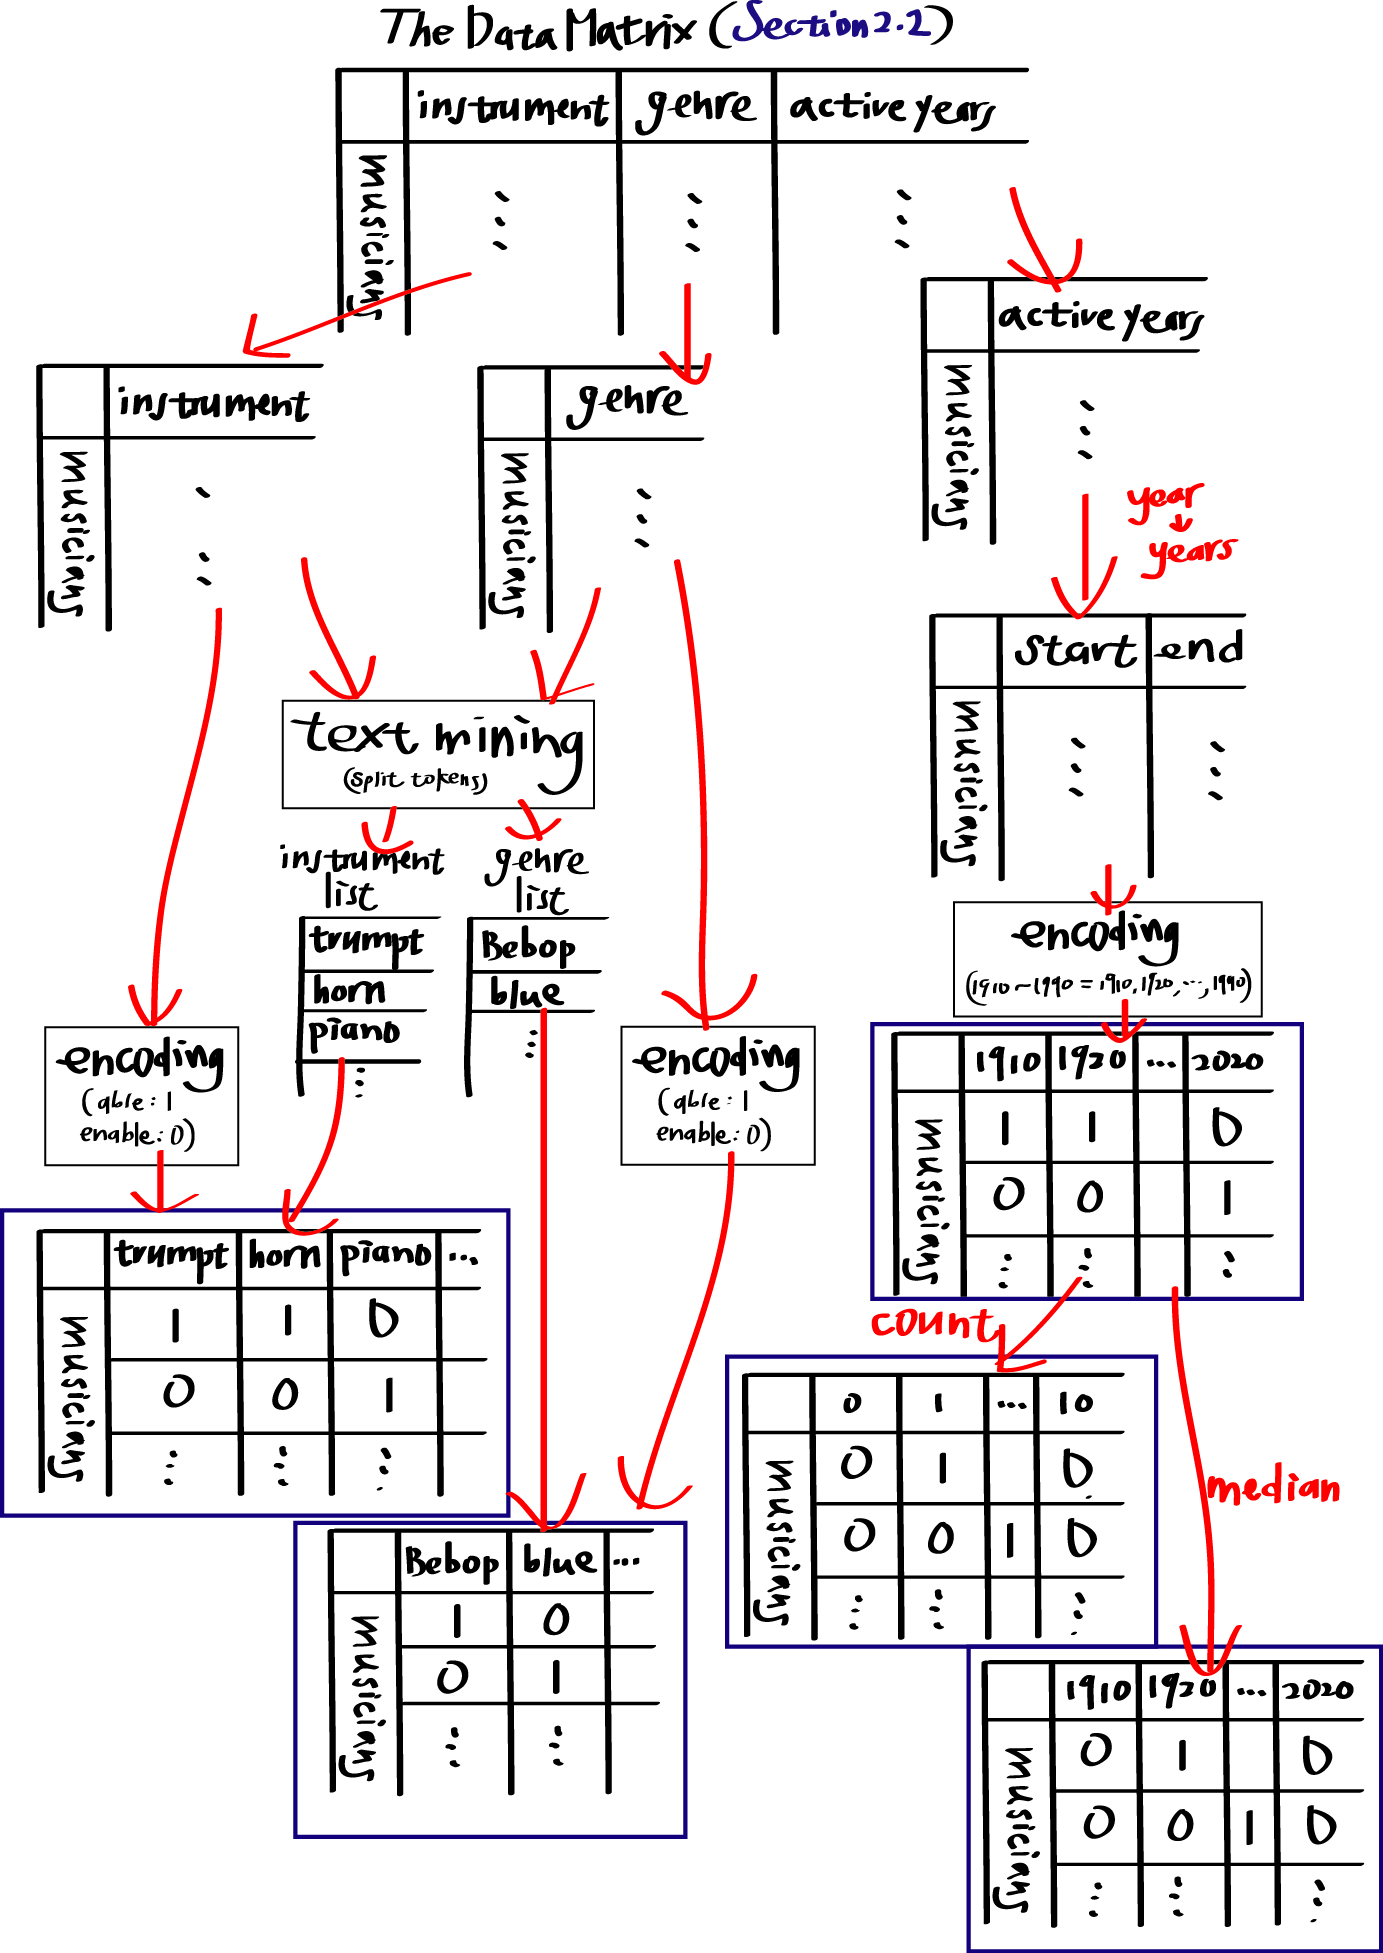 The Data Matrix (Section 2.2)
instrument genre active years
musicians
active years
musicians
instrument
musicians
genre
musicians
year
years
start end
musicians
text mining
(split tokens)
instrument
list
trumpt
horn
piano
genre
list
Bebop
blue
encoding
(1910~1990 = 1910, 1920, ..., 1990)
encoding
(able: 1
enable: 0)
encoding
(able: 1
enable: 0)
1910 1920 ... 2020
musicians
1 1 0
0 0 1
trumpt horn piano ...
musicians
1 1 0
0 0 1
count
0 1 ... 10
musicians
0 1 0
0 0 1 0
median
Bebop blue ...
musicians
1 0
0 1
1910 1920 ... 2020
musicians
0 1 0
0 0 1 0